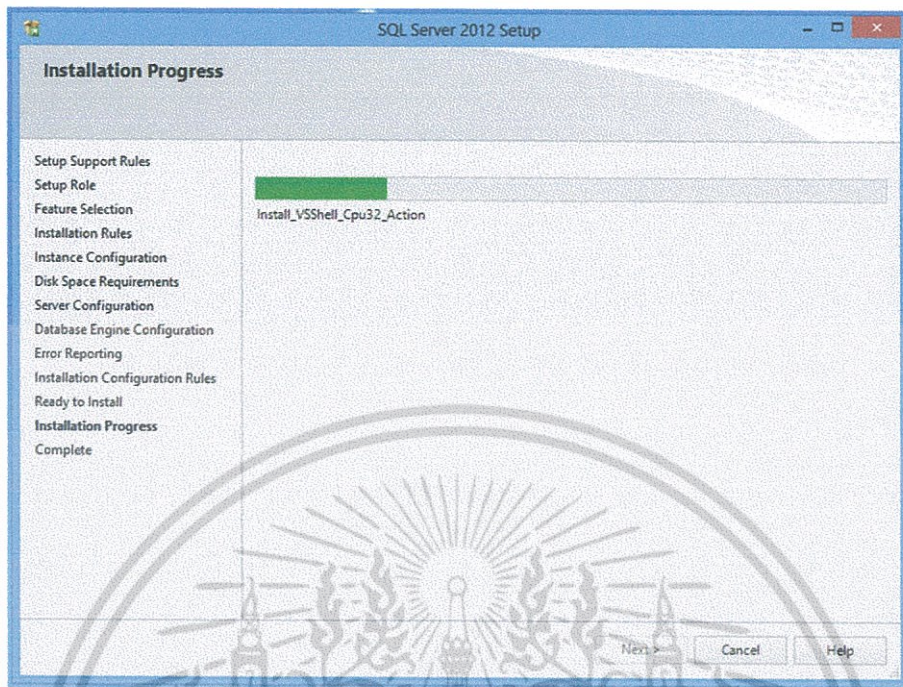 SQL Server 2012 Setup
Installation Progress
Setup Support Rules
Setup Role
Feature Selection
Installation Rules
Instance Configuration
Disk Space Requirements
Server Configuration
Database Engine Configuration
Error Reporting
Installation Configuration Rules
Ready to Install
Installation Progress
Complete
Install_VSShell_Cpu32_Action
Next >
Cancel
Help